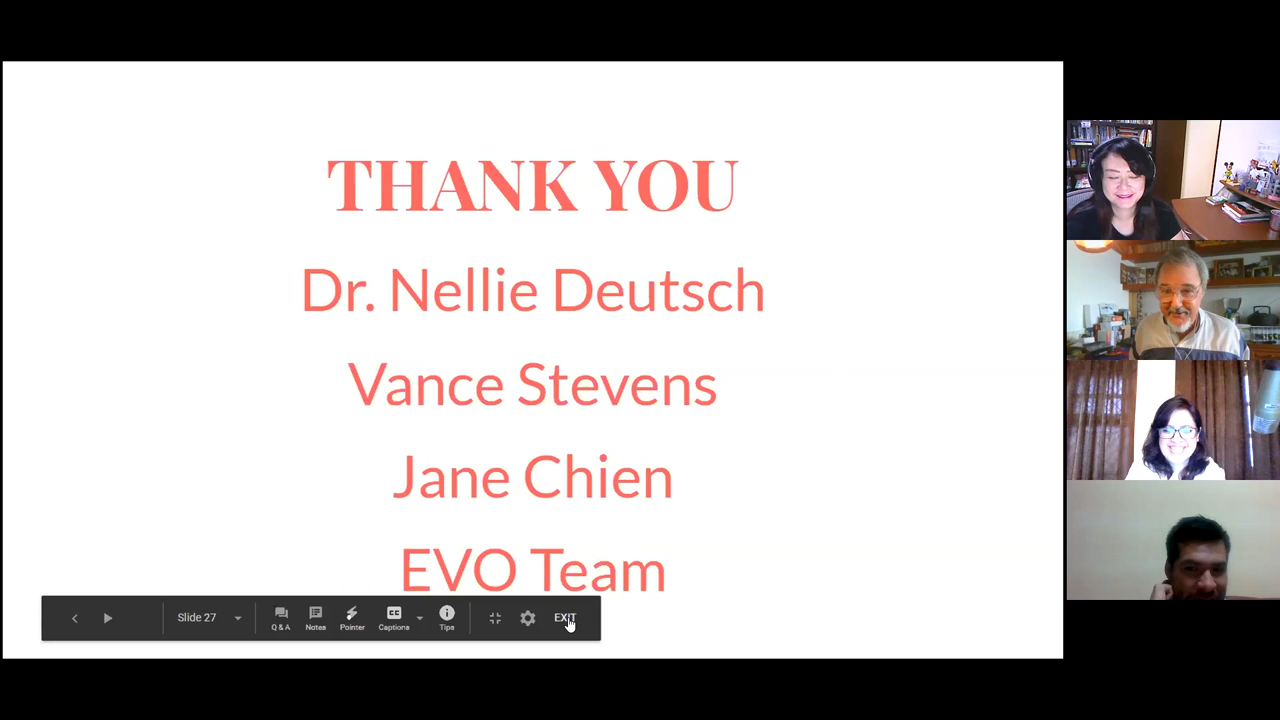 THANK YOU
Dr. Nellie Deutsch
Vance Stevens
Jane Chien
EVO Team
Slide 27
Q & A
Notes
Pointer
Captions
Tips
EXIT